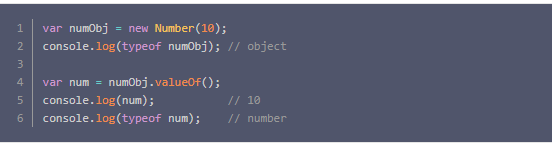 1 var numObj = new Number(10);
2 console.log(typeof numObj); // object
3
4 var num = numObj.valueOf();
5 console.log(num);           // 10
6 console.log(typeof num);    // number